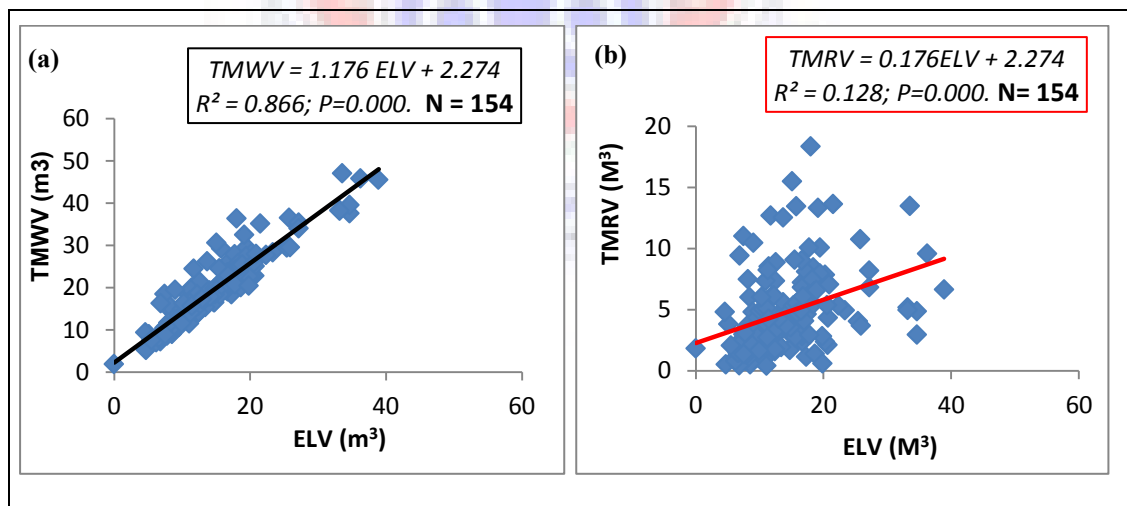 (a)
TMWV = 1.176 ELV + 2.274
R² = 0.866; P=0.000. N = 154
TMWV (m3)
60
50
40
30
20
10
0
0 20 40 60
ELV (m³)
(b)
TMRV = 0.176ELV + 2.274
R² = 0.128; P=0.000. N= 154
TMRV (M³)
20
15
10
5
0
0 20 40 60
ELV (M³)